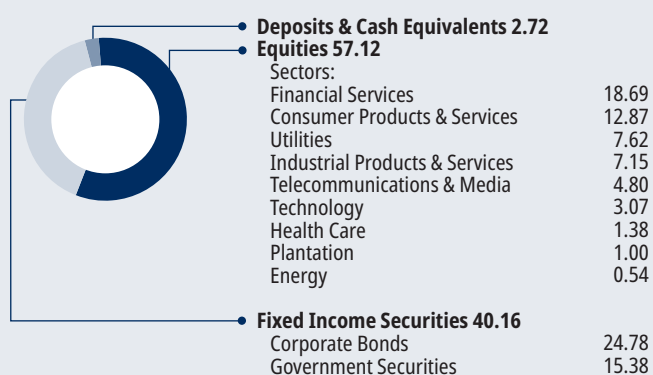 Deposits & Cash Equivalents 2.72
Equities 57.12
Sectors:
Financial Services 18.69
Consumer Products & Services 12.87
Utilities 7.62
Industrial Products & Services 7.15
Telecommunications & Media 4.80
Technology 3.07
Health Care 1.38
Plantation 1.00
Energy 0.54
Fixed Income Securities 40.16
Corporate Bonds 24.78
Government Securities 15.38